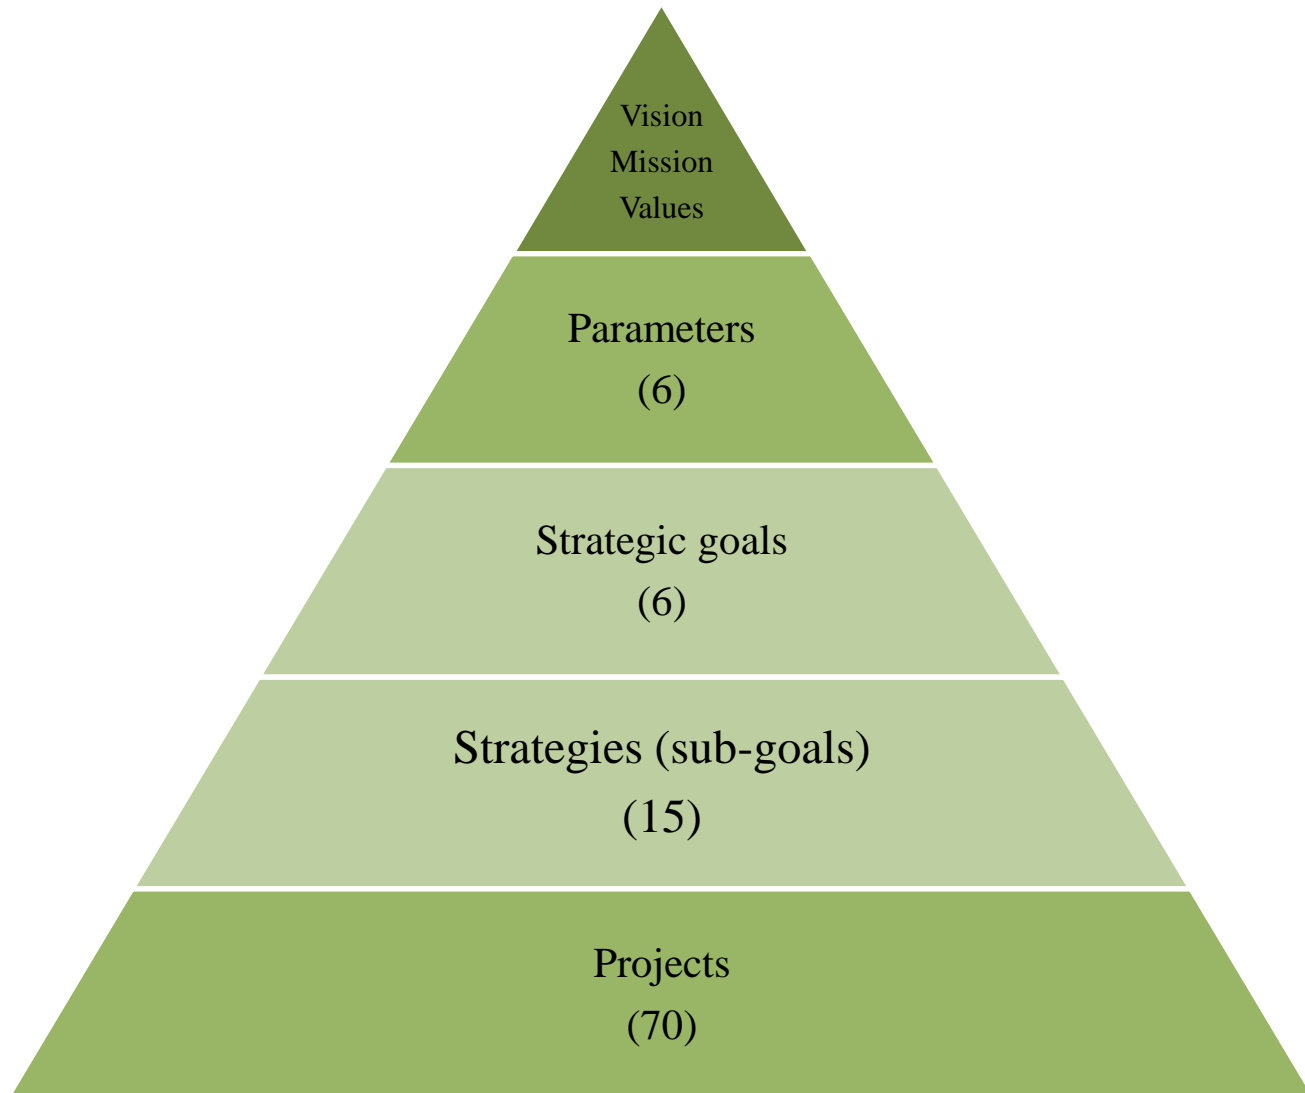 Vision
Mission
Values
Parameters
(6)
Strategic goals
(6)
Strategies (sub-goals)
(15)
Projects
(70)